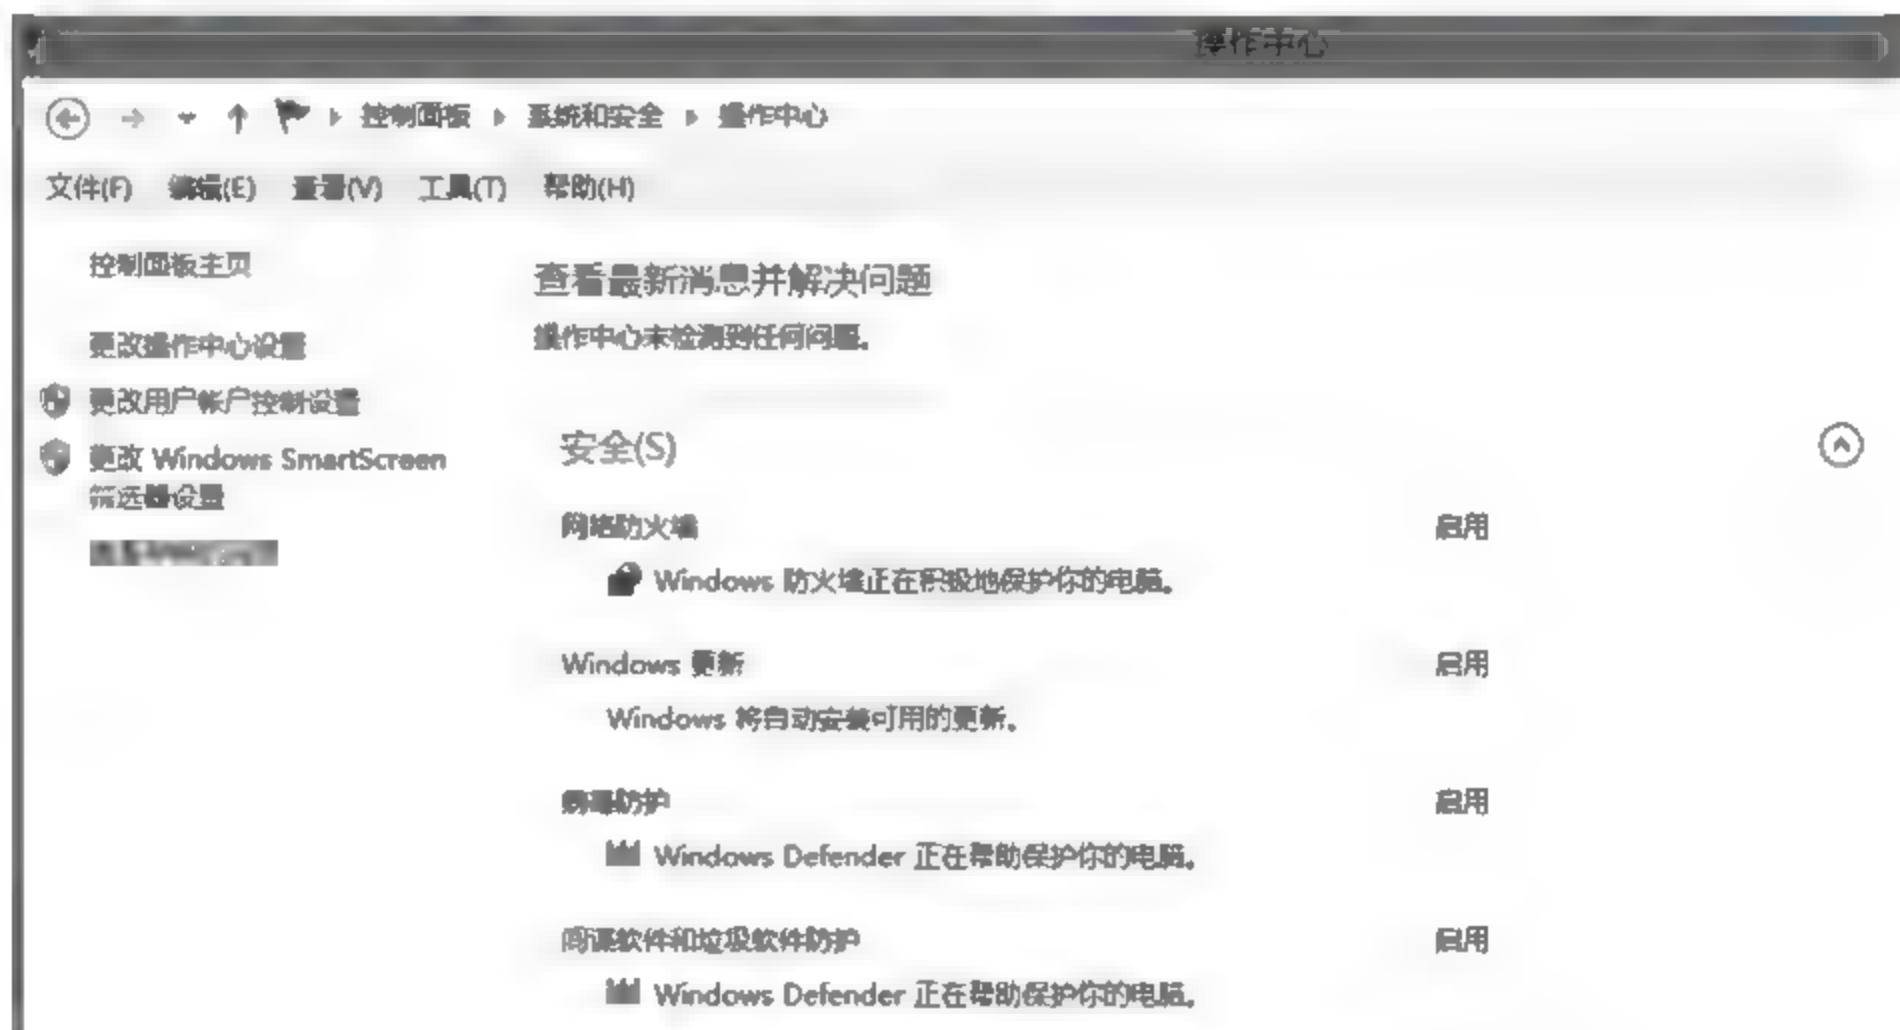 操作中心
控制面板 系统和安全 操作中心
文件(F) 编辑(E) 查看(V) 工具(T) 帮助(H)
控制面板主页
更改操作中心设置
更改用户帐户控制设置
更改 Windows SmartScreen
筛选器设置
查看最新消息并解决问题
操作中心未检测到任何问题。
安全(S)
网络防火墙 启用
Windows 防火墙正在积极地保护你的电脑。
Windows 更新 启用
Windows 将自动安装可用的更新。
病毒防护 启用
Windows Defender 正在帮助保护你的电脑。
间谍软件和垃圾软件防护 启用
Windows Defender 正在帮助保护你的电脑。